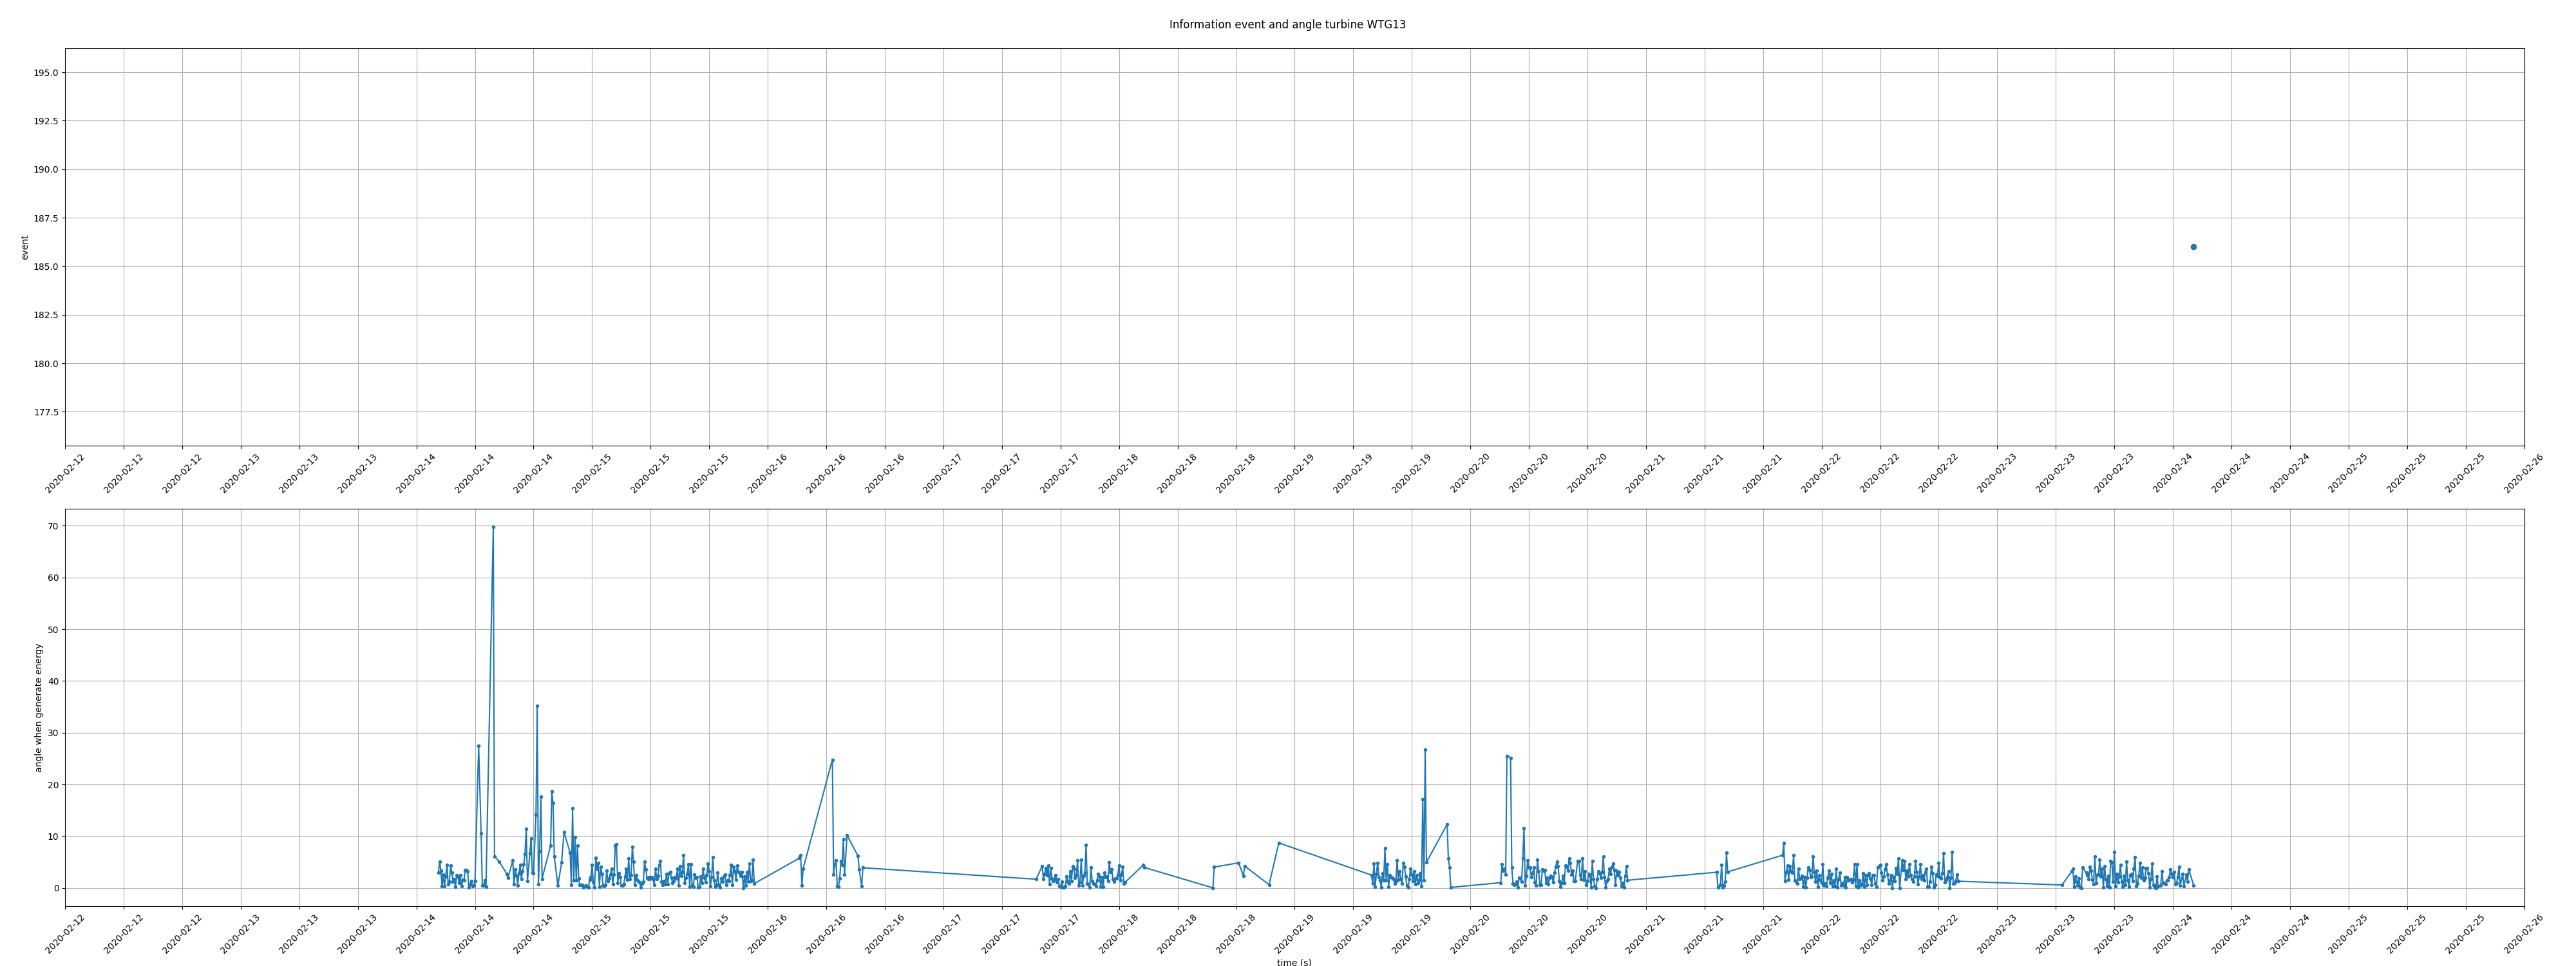 Information event and angle turbine WTG13
195.0
192.5
190.0
187.5
185.0
182.5
180.0
177.5
event
2020-02-12 2020-02-12 2020-02-12 2020-02-13 2020-02-13 2020-02-13 2020-02-14 2020-02-14 2020-02-14 2020-02-15 2020-02-15 2020-02-15 2020-02-16 2020-02-16 2020-02-16 2020-02-17 2020-02-17 2020-02-17 2020-02-18 2020-02-18 2020-02-18 2020-02-19 2020-02-19 2020-02-19 2020-02-20 2020-02-20 2020-02-20 2020-02-21 2020-02-21 2020-02-21 2020-02-22 2020-02-22 2020-02-22 2020-02-23 2020-02-23 2020-02-23 2020-02-24 2020-02-24 2020-02-24 2020-02-25 2020-02-25 2020-02-25 2020-02-26
70
60
50
40
30
20
10
0
angle when generate energy
2020-02-12 2020-02-12 2020-02-12 2020-02-13 2020-02-13 2020-02-13 2020-02-14 2020-02-14 2020-02-14 2020-02-15 2020-02-15 2020-02-15 2020-02-16 2020-02-16 2020-02-16 2020-02-17 2020-02-17 2020-02-17 2020-02-18 2020-02-18 2020-02-18 2020-02-19 2020-02-19 2020-02-19 2020-02-20 2020-02-20 2020-02-20 2020-02-21 2020-02-21 2020-02-21 2020-02-22 2020-02-22 2020-02-22 2020-02-23 2020-02-23 2020-02-23 2020-02-24 2020-02-24 2020-02-24 2020-02-25 2020-02-25 2020-02-25 2020-02-26
time (s)